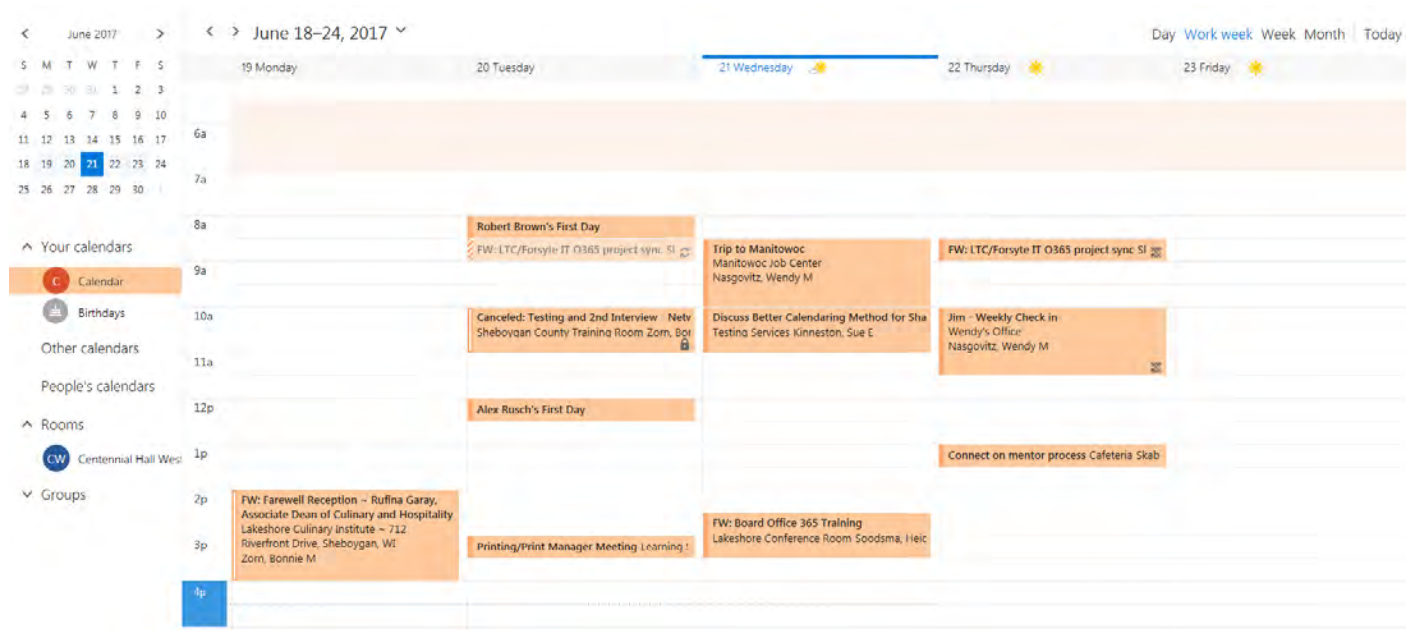 June 2017
S M T W T F S
28 29 30 31 1 2 3
4 5 6 7 8 9 10
11 12 13 14 15 16 17
18 19 20 21 22 23 24
25 26 27 28 29 30 1
Your calendars
C Calendar
Birthdays
Other calendars
People's calendars
Rooms
CW Centennial Hall Wes
Groups
June 18–24, 2017
Day Work week Week Month Today
19 Monday
20 Tuesday
21 Wednesday
22 Thursday
23 Friday
6a
7a
8a
9a
10a
11a
12p
1p
2p
3p
4p
FW: Farewell Reception ~ Rufina Garay,
Associate Dean of Culinary and Hospitality
Lakeshore Culinary Institute ~ 712
Riverfront Drive, Sheboygan, WI
Zorn, Bonnie M
Robert Brown's First Day
FW: LTC/Forsyte IT O365 project sync Sl
Canceled: Testing and 2nd Interview Netw
Sheboygan County Training Room Zorn, Bon
Alex Rusch's First Day
Printing/Print Manager Meeting Learning S
Trip to Manitowoc
Manitowoc Job Center
Nasgovitz, Wendy M
Discuss Better Calendaring Method for Sha
Testing Services Kinneston, Sue E
FW: Board Office 365 Training
Lakeshore Conference Room Soodsma, Heic
FW: LTC/Forsyte IT O365 project sync Sl
Jim - Weekly Check in
Wendy's Office
Nasgovitz, Wendy M
Connect on mentor process Cafeteria Skab